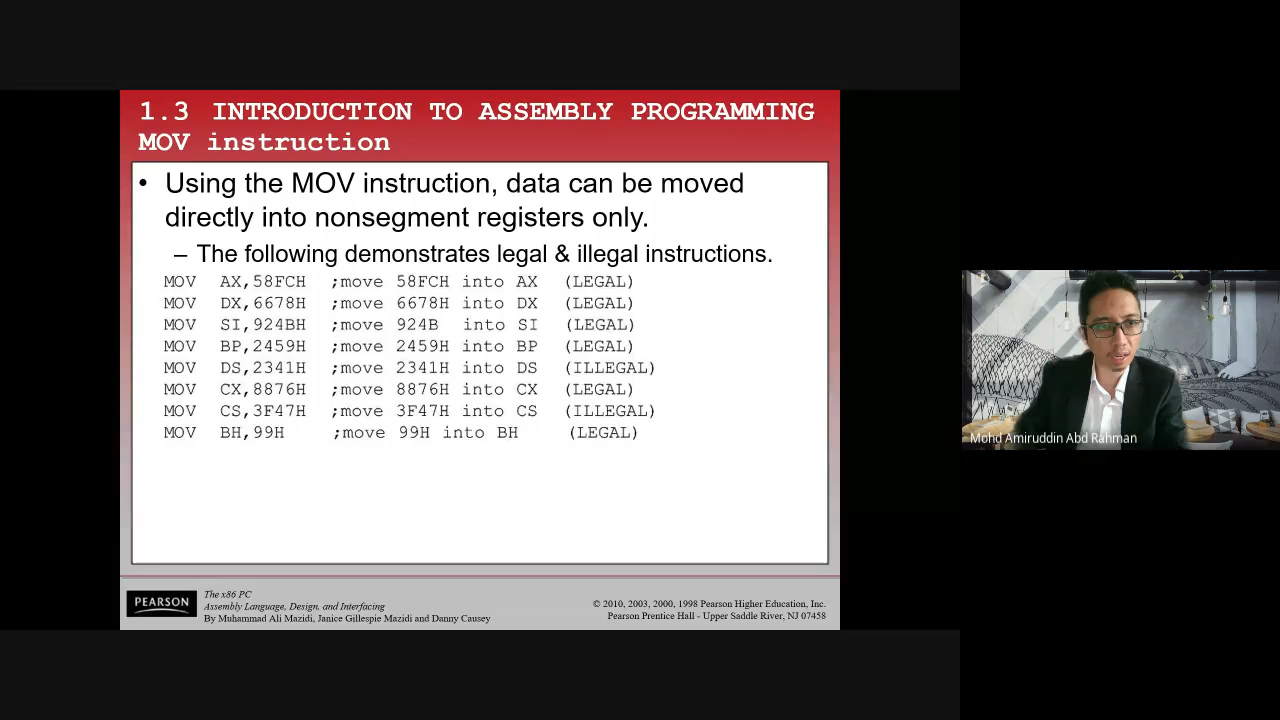 1.3 INTRODUCTION TO ASSEMBLY PROGRAMMING
MOV instruction
• Using the MOV instruction, data can be moved
directly into nonsegment registers only.
– The following demonstrates legal & illegal instructions.
MOV AX,58FCH ;move 58FCH into AX (LEGAL)
MOV DX,6678H ;move 6678H into DX (LEGAL)
MOV SI,924BH ;move 924B into SI (LEGAL)
MOV BP,2459H ;move 2459H into BP (LEGAL)
MOV DS,2341H ;move 2341H into DS (ILLEGAL)
MOV CX,8876H ;move 8876H into CX (LEGAL)
MOV CS,3F47H ;move 3F47H into CS (ILLEGAL)
MOV BH,99H ;move 99H into BH (LEGAL)
PEARSON
The x86 PC
Assembly Language, Design, and Interfacing
By Muhammad Ali Mazidi, Janice Gillespie Mazidi and Danny Causey
© 2010, 2003, 2000, 1998 Pearson Higher Education, Inc.
Pearson Prentice Hall - Upper Saddle River, NJ 07458
Mohd Amiruddin Abd Rahman